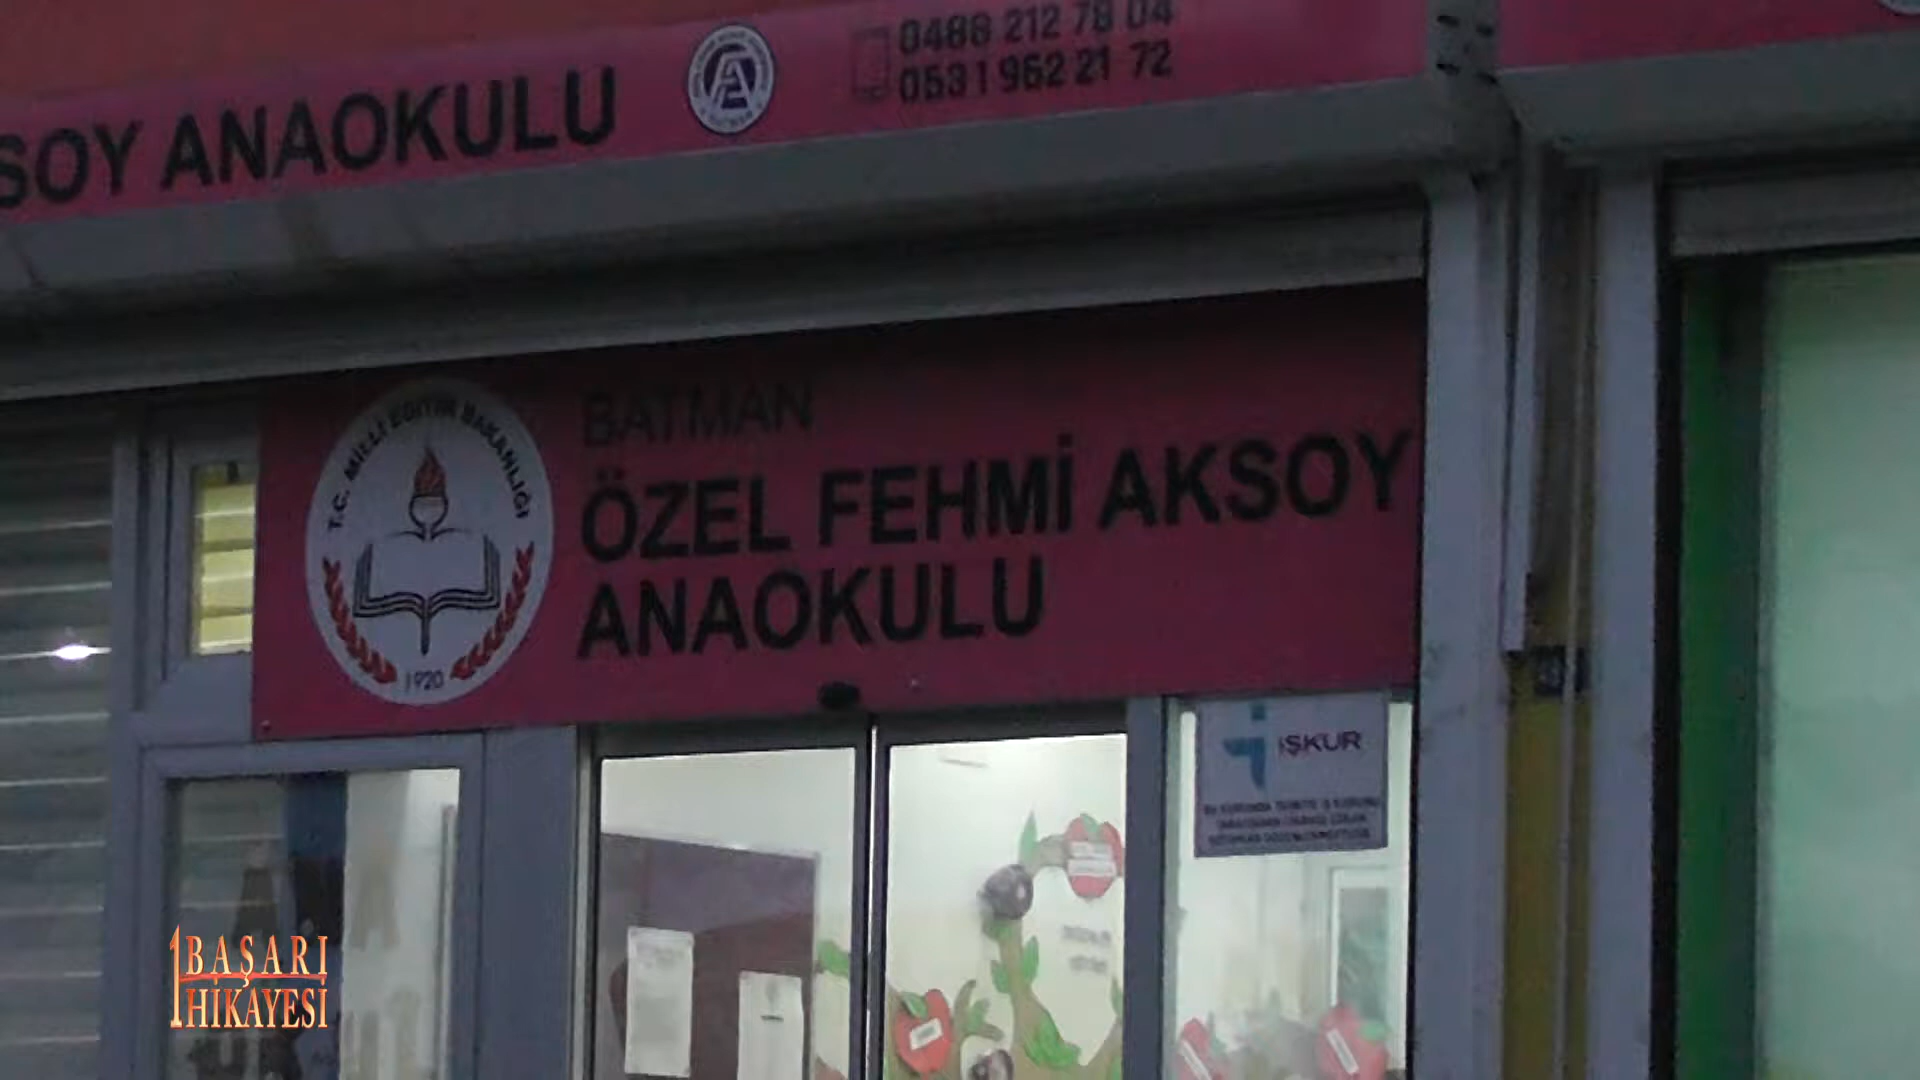 0488 212 78 04
0531 962 21 72
SOY ANAOKULU
T.C. MİLLİ EĞİTİM BAKANLIĞI
1920
BATMAN
ÖZEL FEHMİ AKSOY
ANAOKULU
İŞKUR
1 BAŞARI
HİKAYESİ